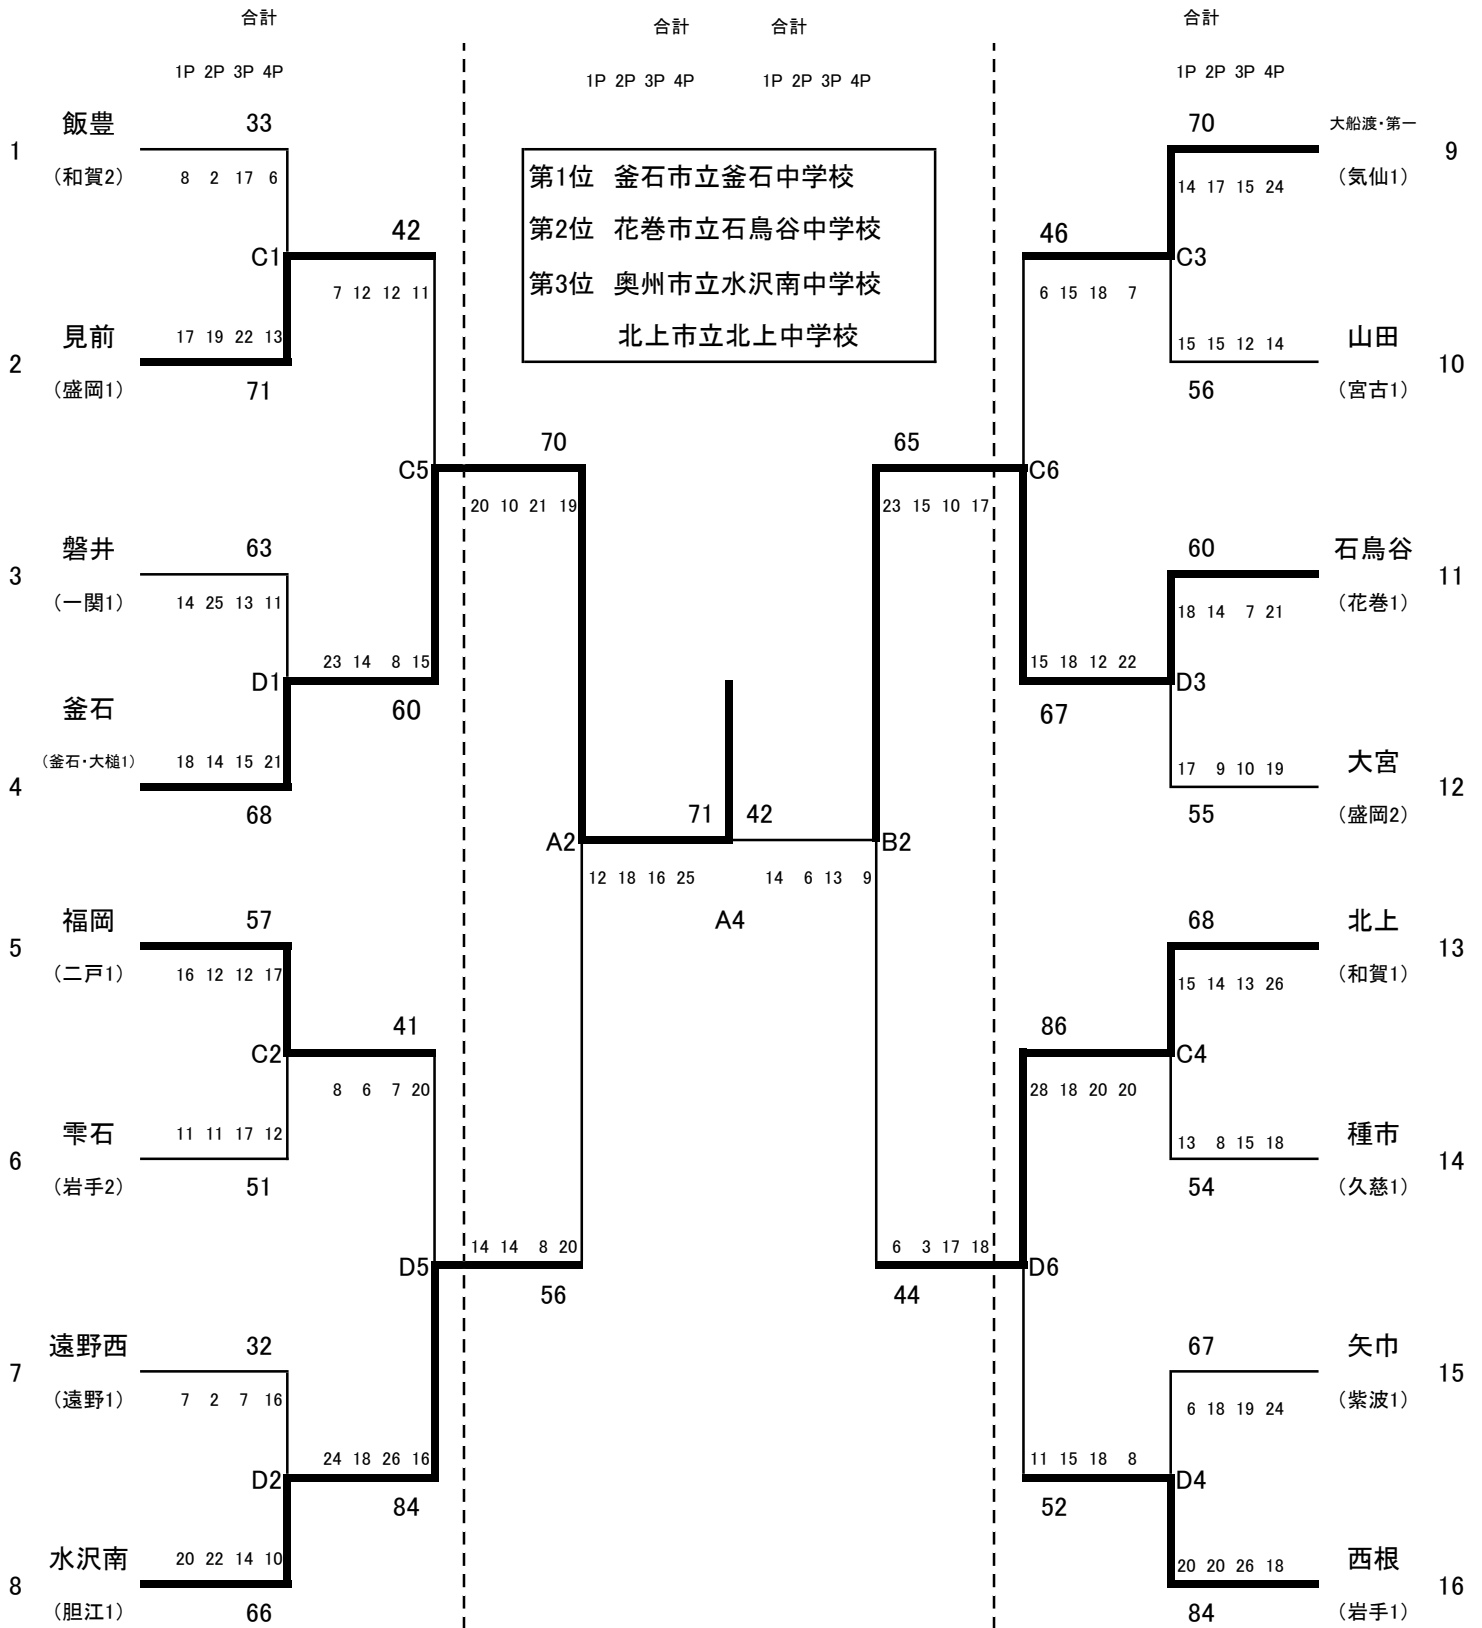 合計
1P 2P 3P 4P
1
飯豊
(和賀2)
33
8 2 17 6
C1
2
見前
(盛岡1)
17 19 22 13
71
42
7 12 12 11
C5
3
磐井
(一関1)
63
14 25 13 11
D1
4
釜石
(釜石・大槌1)
18 14 15 21
68
23 14 8 15
60
5
福岡
(二戸1)
57
16 12 12 17
C2
6
雫石
(岩手2)
11 11 17 12
51
41
8 6 7 20
D5
7
遠野西
(遠野1)
32
7 2 7 16
D2
8
水沢南
(胆江1)
20 22 14 10
66
24 18 26 16
84
合計 合計
1P 2P 3P 4P 1P 2P 3P 4P
第1位 釜石市立釜石中学校
第2位 花巻市立石鳥谷中学校
第3位 奥州市立水沢南中学校
北上市立北上中学校
70
20 10 21 19
A2
14 14 8 20
56
71 42
12 18 16 25
14 6 13 9
A4
65
23 15 10 17
B2
6 3 17 18
44
合計
1P 2P 3P 4P
70
大船渡・第一
9
(気仙1)
14 17 15 24
46
C3
6 15 18 7
15 15 12 14
山田
10
(宮古1)
56
C6
60
石鳥谷
11
(花巻1)
18 14 7 21
15 18 12 22
D3
67
17 9 10 19
大宮
12
(盛岡2)
55
68
北上
13
(和賀1)
15 14 13 26
86
C4
28 18 20 20
13 8 15 18
種市
14
(久慈1)
54
D6
67
矢巾
15
(紫波1)
6 18 19 24
11 15 18 8
D4
52
20 20 26 18
西根
16
(岩手1)
84